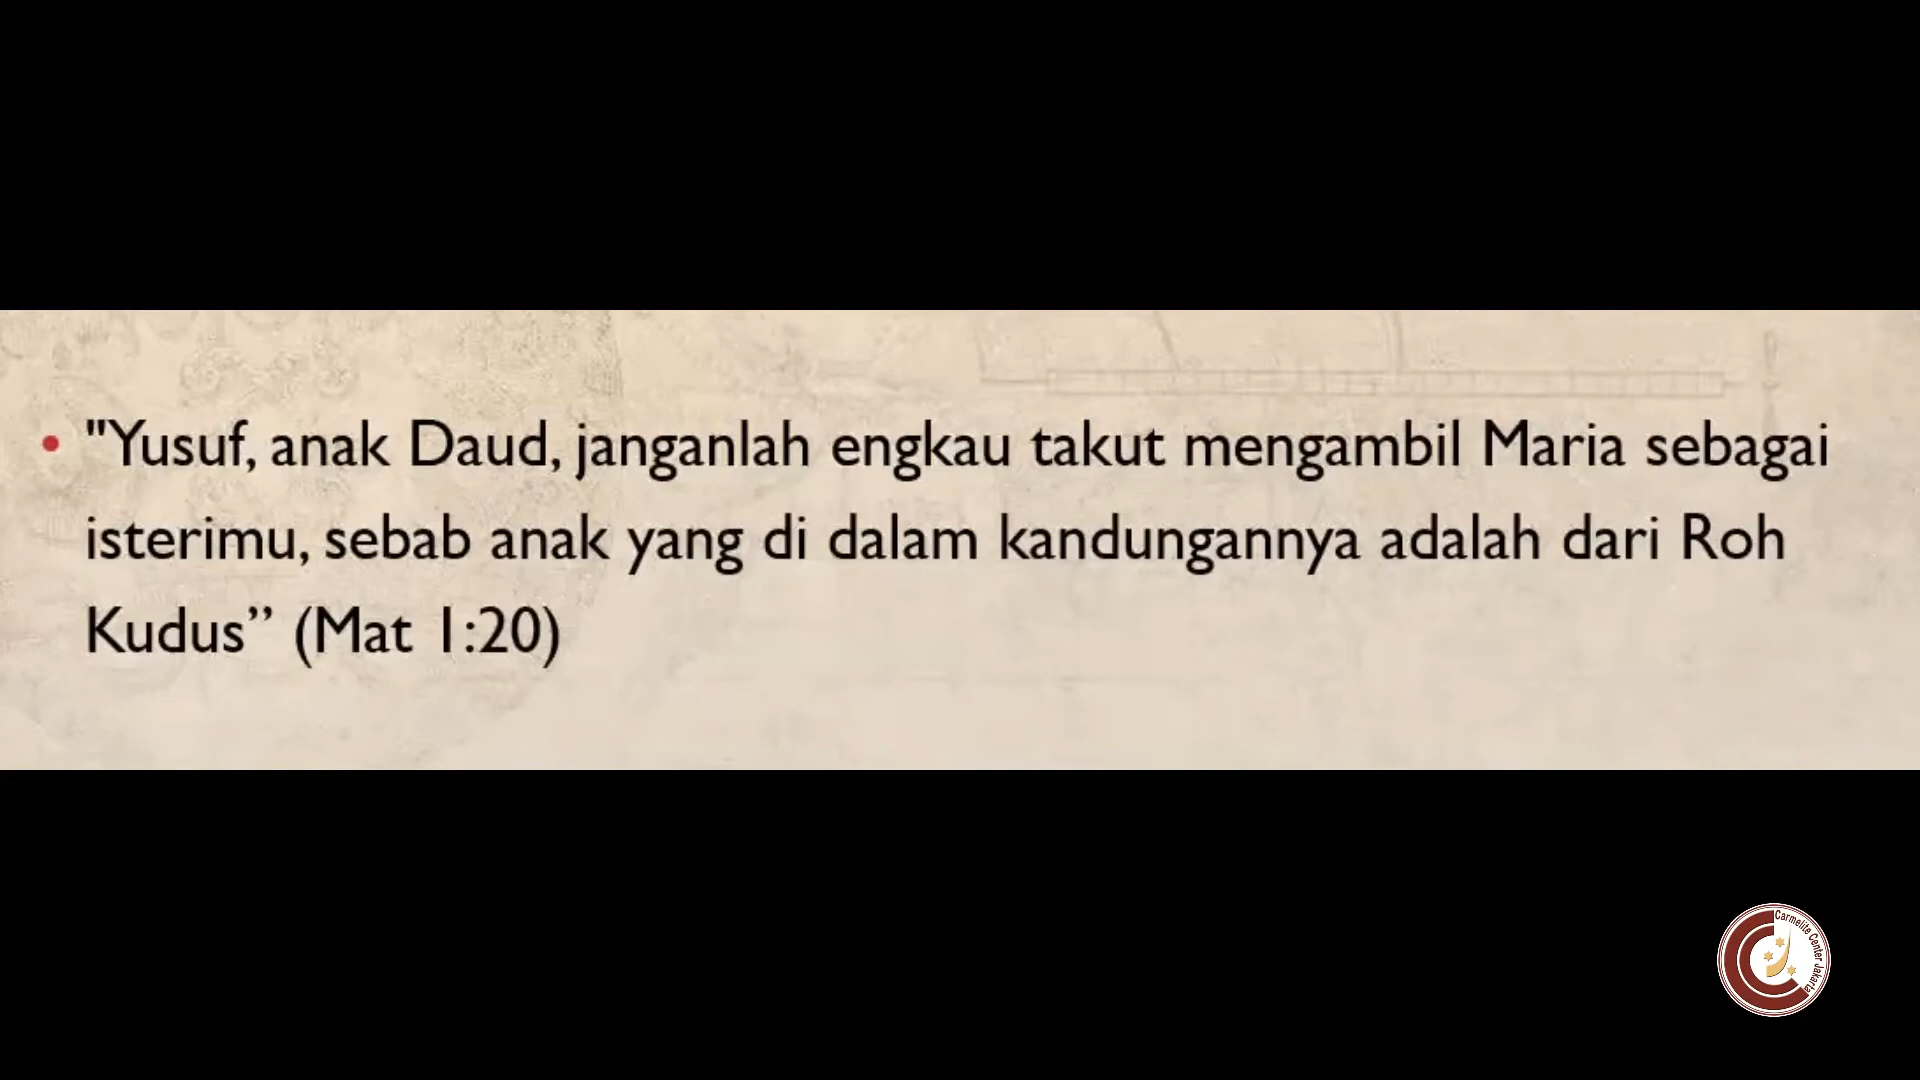 • "Yusuf, anak Daud, janganlah engkau takut mengambil Maria sebagai
isterimu, sebab anak yang di dalam kandungannya adalah dari Roh
Kudus” (Mat 1:20)
Carmelite Center Jakarta